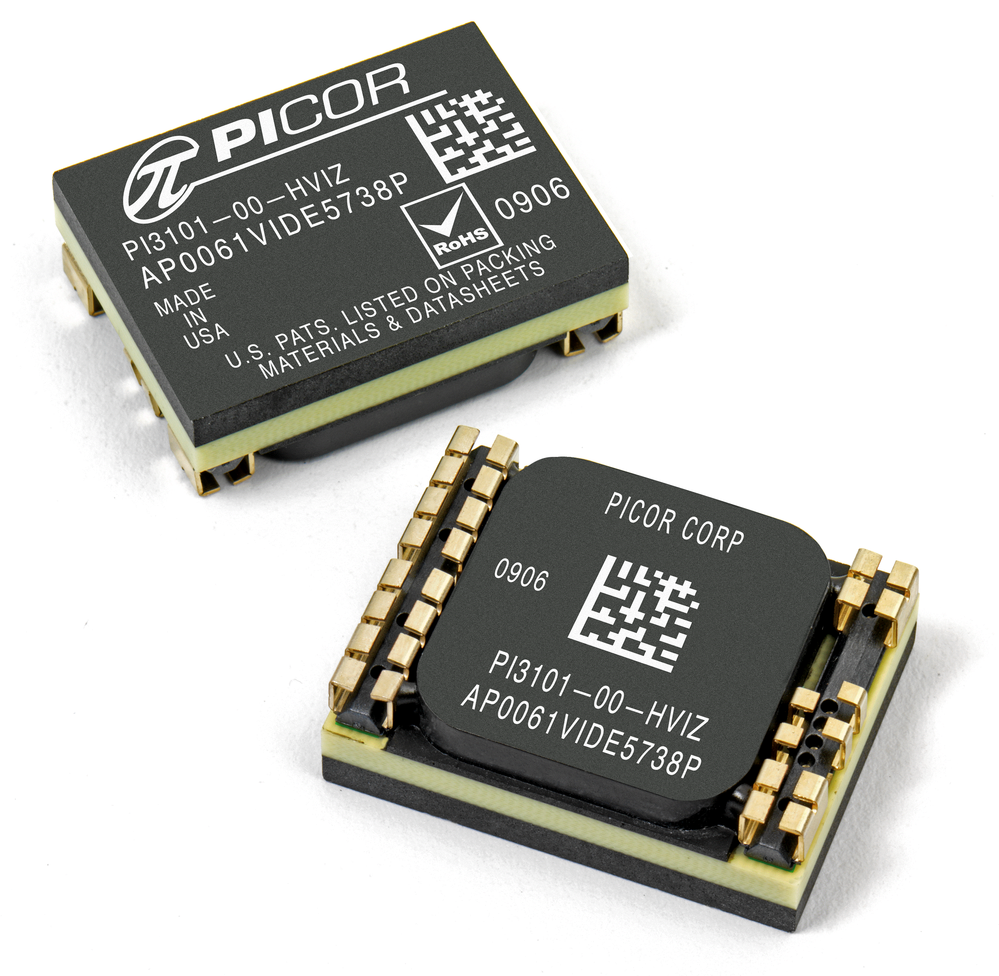 π PICOR
PI3101–00–HVIZ
AP0061VIDE5738P
0906
RoHS
MADE
IN
USA
U.S. PATS. LISTED ON PACKING
MATERIALS & DATASHEETS
PICOR CORP
0906
PI3101–00–HVIZ
AP0061VIDE5738P